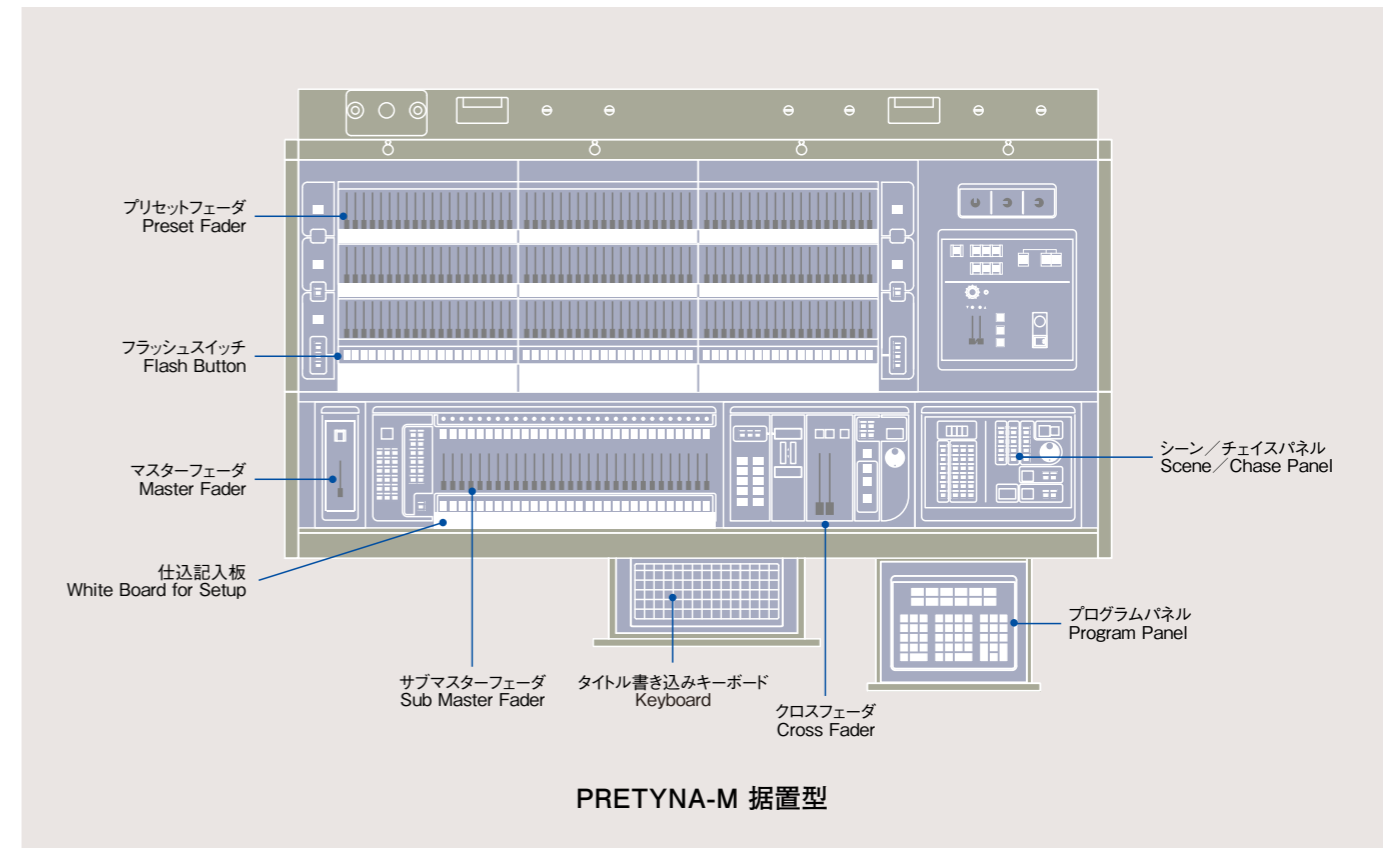 プリセットフェーダ
Preset Fader
フラッシュスイッチ
Flash Button
マスターフェーダ
Master Fader
シーン／チェイスパネル
Scene／Chase Panel
仕込記入板
White Board for Setup
プログラムパネル
Program Panel
サブマスターフェーダ
Sub Master Fader
タイトル書き込みキーボード
Keyboard
クロスフェーダ
Cross Fader
PRETYNA-M 据置型